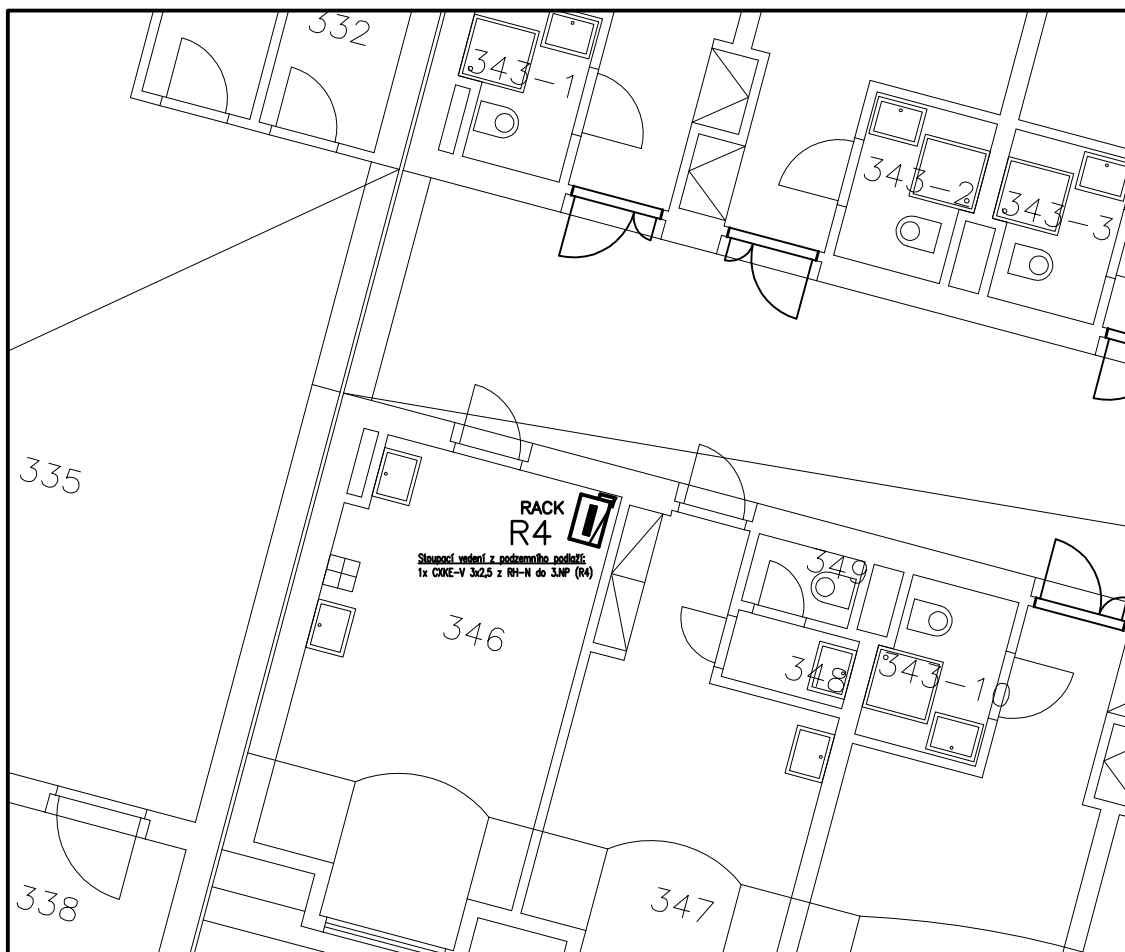 332
343-1
343-2
343-3
335
RACK
R4
Stoupací vedení z podzemního podlaží:
1x CXKE-V 3x2,5 z RH-N do 3.NP (R4)
349
346
348
343-10
338
347